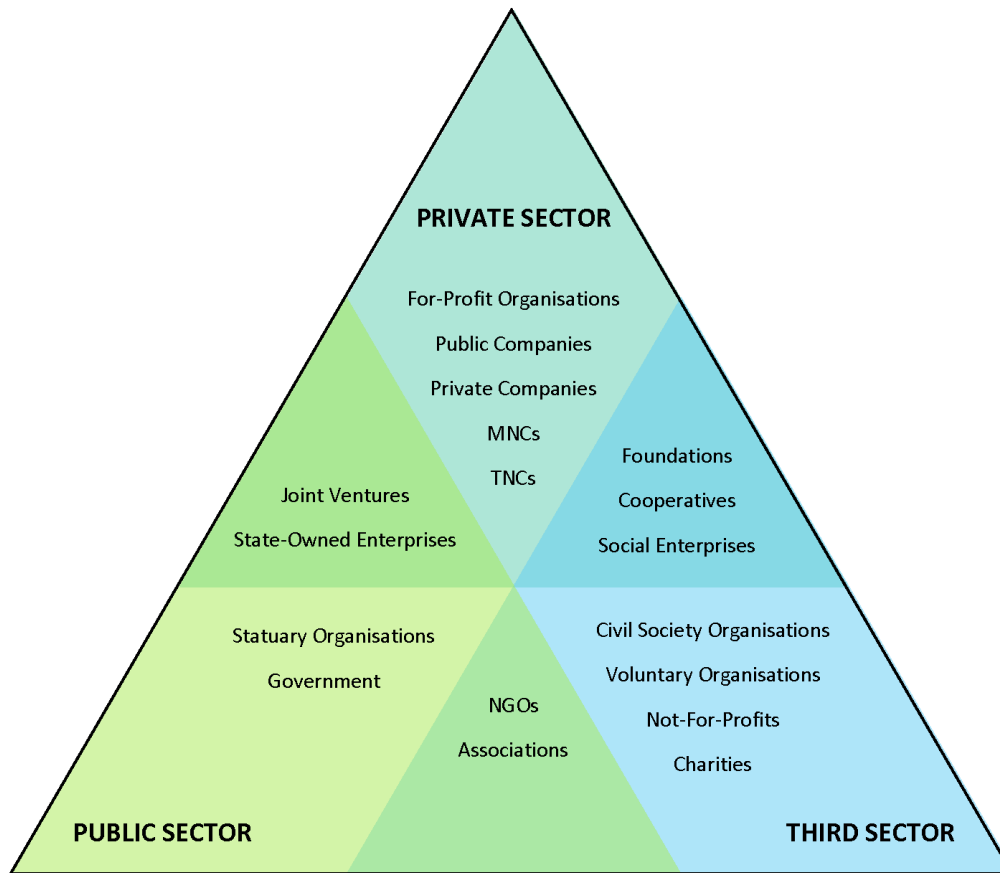 PRIVATE SECTOR
For-Profit Organisations
Public Companies
Private Companies
MNCs
TNCs
Joint Ventures
State-Owned Enterprises
Foundations
Cooperatives
Social Enterprises
Statuary Organisations
Government
NGOs
Associations
Civil Society Organisations
Voluntary Organisations
Not-For-Profits
Charities
PUBLIC SECTOR
THIRD SECTOR